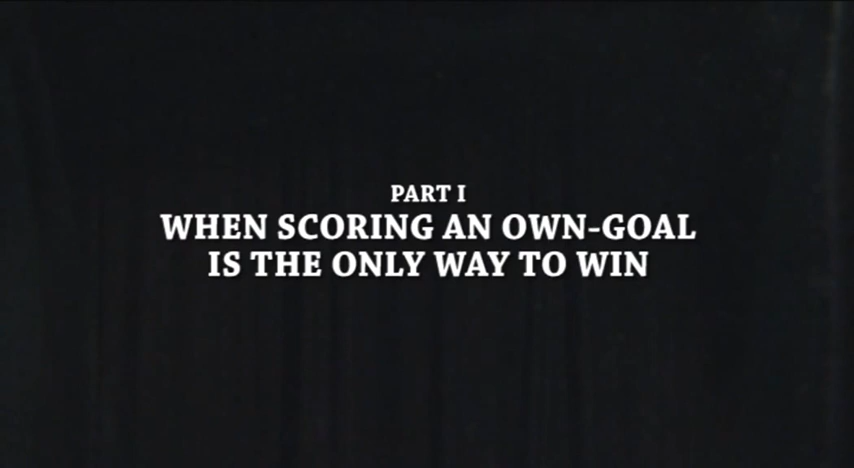 PART I
WHEN SCORING AN OWN-GOAL
IS THE ONLY WAY TO WIN